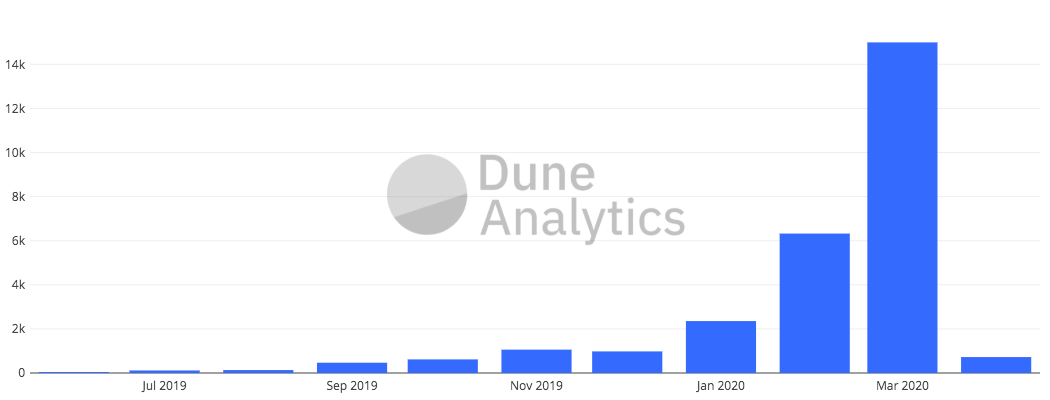 14k
12k
10k
8k
6k
4k
2k
0
Dune
Analytics
Jul 2019
Sep 2019
Nov 2019
Jan 2020
Mar 2020